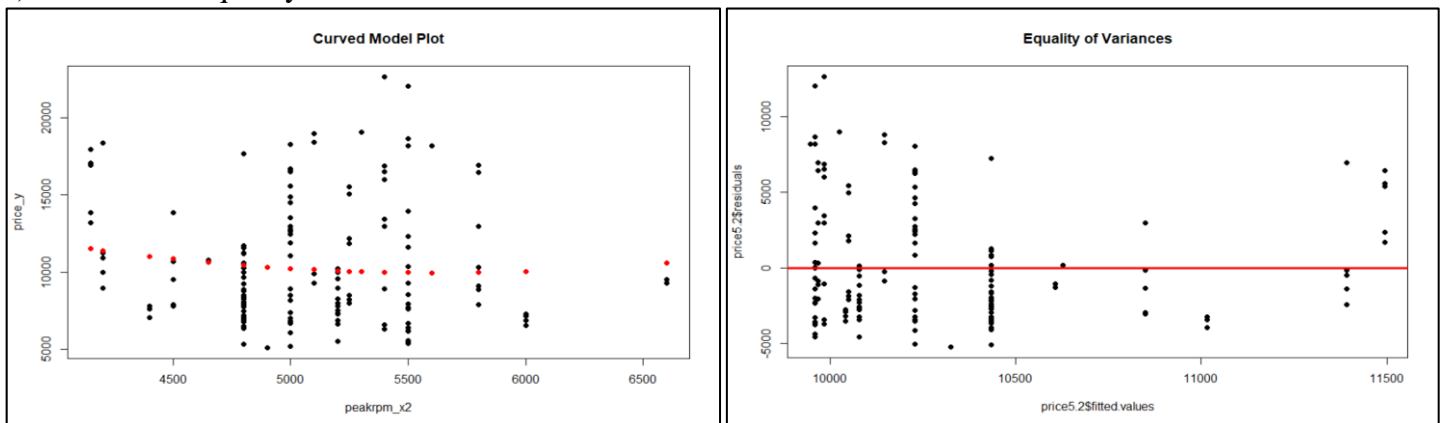 Curved Model Plot
price_y
20000
15000
10000
5000
4500
5000
5500
6000
6500
peakrpm_x2
Equality of Variances
price5.2$residuals
10000
5000
0
-5000
10000
10500
11000
11500
price5.2$fitted.values